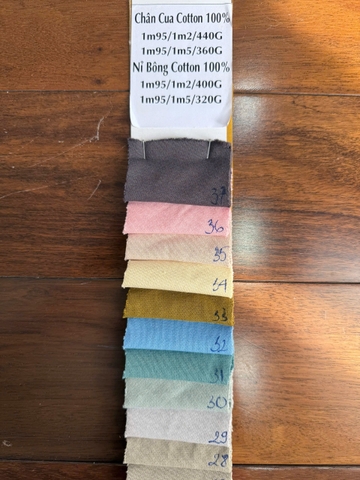 Chân Cua Cotton 100%
1m95/1m2/440G
1m95/1m5/360G
Nỉ Bông Cotton 100%
1m95/1m2/400G
1m95/1m5/320G
37
36
35
34
33
32
31
30
29
28